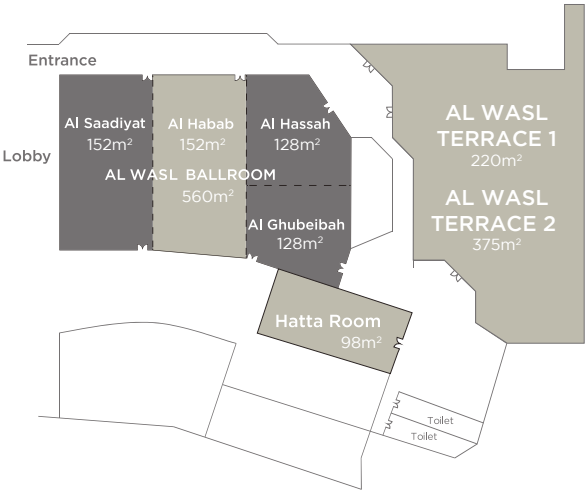 Entrance
Lobby
Al Saadiyat
152m²
Al Habab
152m²
Al Hassah
128m²
AL WASL BALLROOM
560m²
Al Ghubeibah
128m²
AL WASL
TERRACE 1
220m²
AL WASL
TERRACE 2
375m²
Hatta Room
98m²
Toilet
Toilet